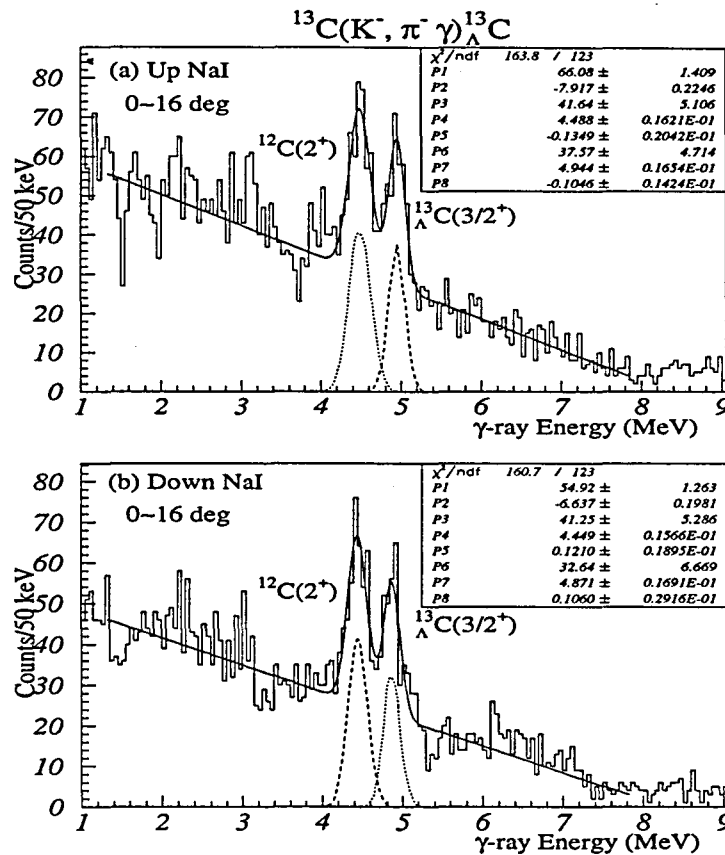 ¹³C(K⁻, π⁻ γ)¹³ΛC
(a) Up NaI
0~16 deg
χ²/ndf 163.8 / 123
P1 66.08 ± 1.409
P2 -7.917 ± 0.2246
P3 41.64 ± 5.106
P4 4.488 ± 0.1621E-01
P5 -0.1349 ± 0.2042E-01
P6 37.57 ± 4.714
P7 4.944 ± 0.1654E-01
P8 -0.1046 ± 0.1424E-01
¹²C(2⁺)
¹³ΛC(3/2⁺)
Counts/50 keV
80
70
60
50
40
30
20
10
0
1 2 3 4 5 6 7 8 9
γ-ray Energy (MeV)
(b) Down NaI
0~16 deg
χ²/ndf 160.7 / 123
P1 54.92 ± 1.263
P2 -6.637 ± 0.1981
P3 41.25 ± 5.286
P4 4.449 ± 0.1566E-01
P5 0.1210 ± 0.1895E-01
P6 32.64 ± 6.669
P7 4.871 ± 0.1691E-01
P8 0.1060 ± 0.2916E-01
¹²C(2⁺)
¹³ΛC(3/2⁺)
Counts/50 keV
80
70
60
50
40
30
20
10
0
1 2 3 4 5 6 7 8 9
γ-ray Energy (MeV)